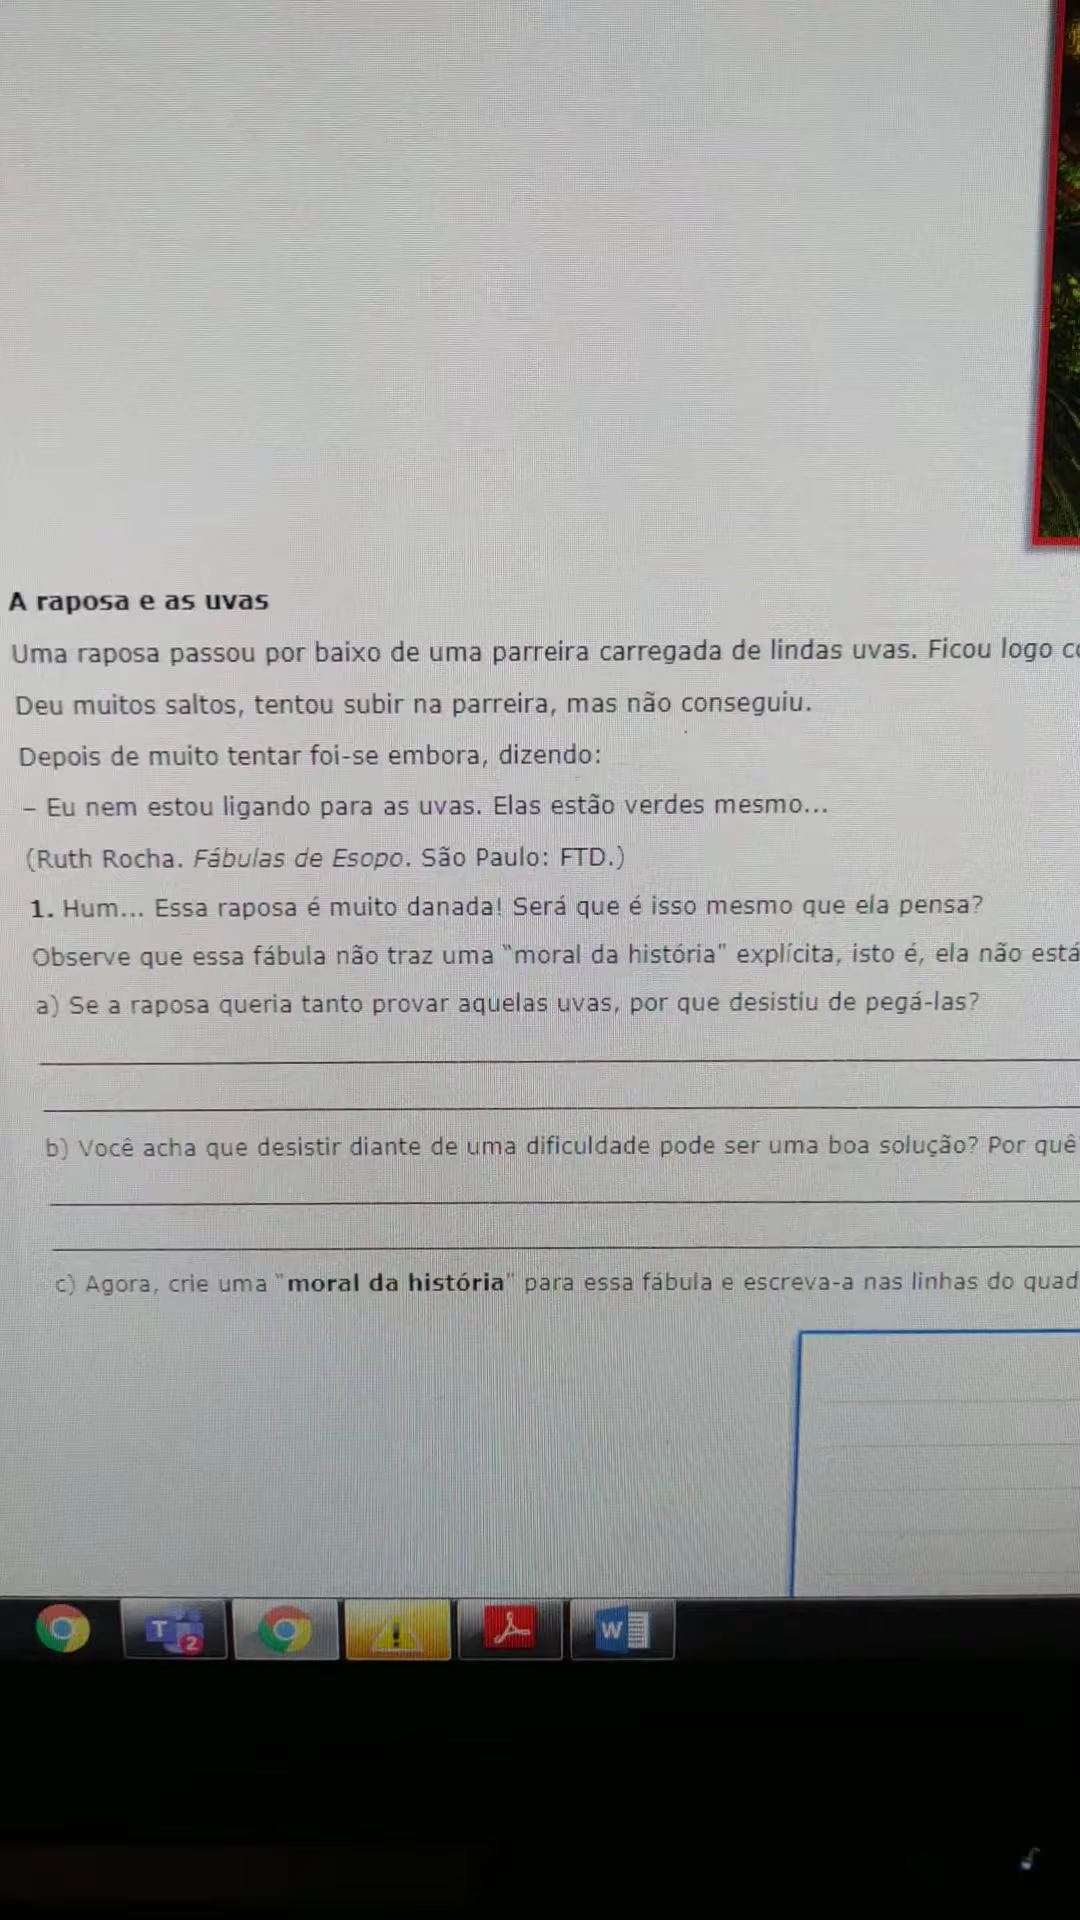 A raposa e as uvas
Uma raposa passou por baixo de uma parreira carregada de lindas uvas. Ficou logo
Deu muitos saltos, tentou subir na parreira, mas não conseguiu.
Depois de muito tentar foi-se embora, dizendo:
– Eu nem estou ligando para as uvas. Elas estão verdes mesmo...
(Ruth Rocha. Fábulas de Esopo. São Paulo: FTD.)
1. Hum... Essa raposa é muito danada! Será que é isso mesmo que ela pensa?
Observe que essa fábula não traz uma "moral da história" explícita, isto é, ela não está
a) Se a raposa queria tanto provar aquelas uvas, por que desistiu de pegá-las?
b) Você acha que desistir diante de uma dificuldade pode ser uma boa solução? Por quê
c) Agora, crie uma "moral da história" para essa fábula e escreva-a nas linhas do quad
T 2 W